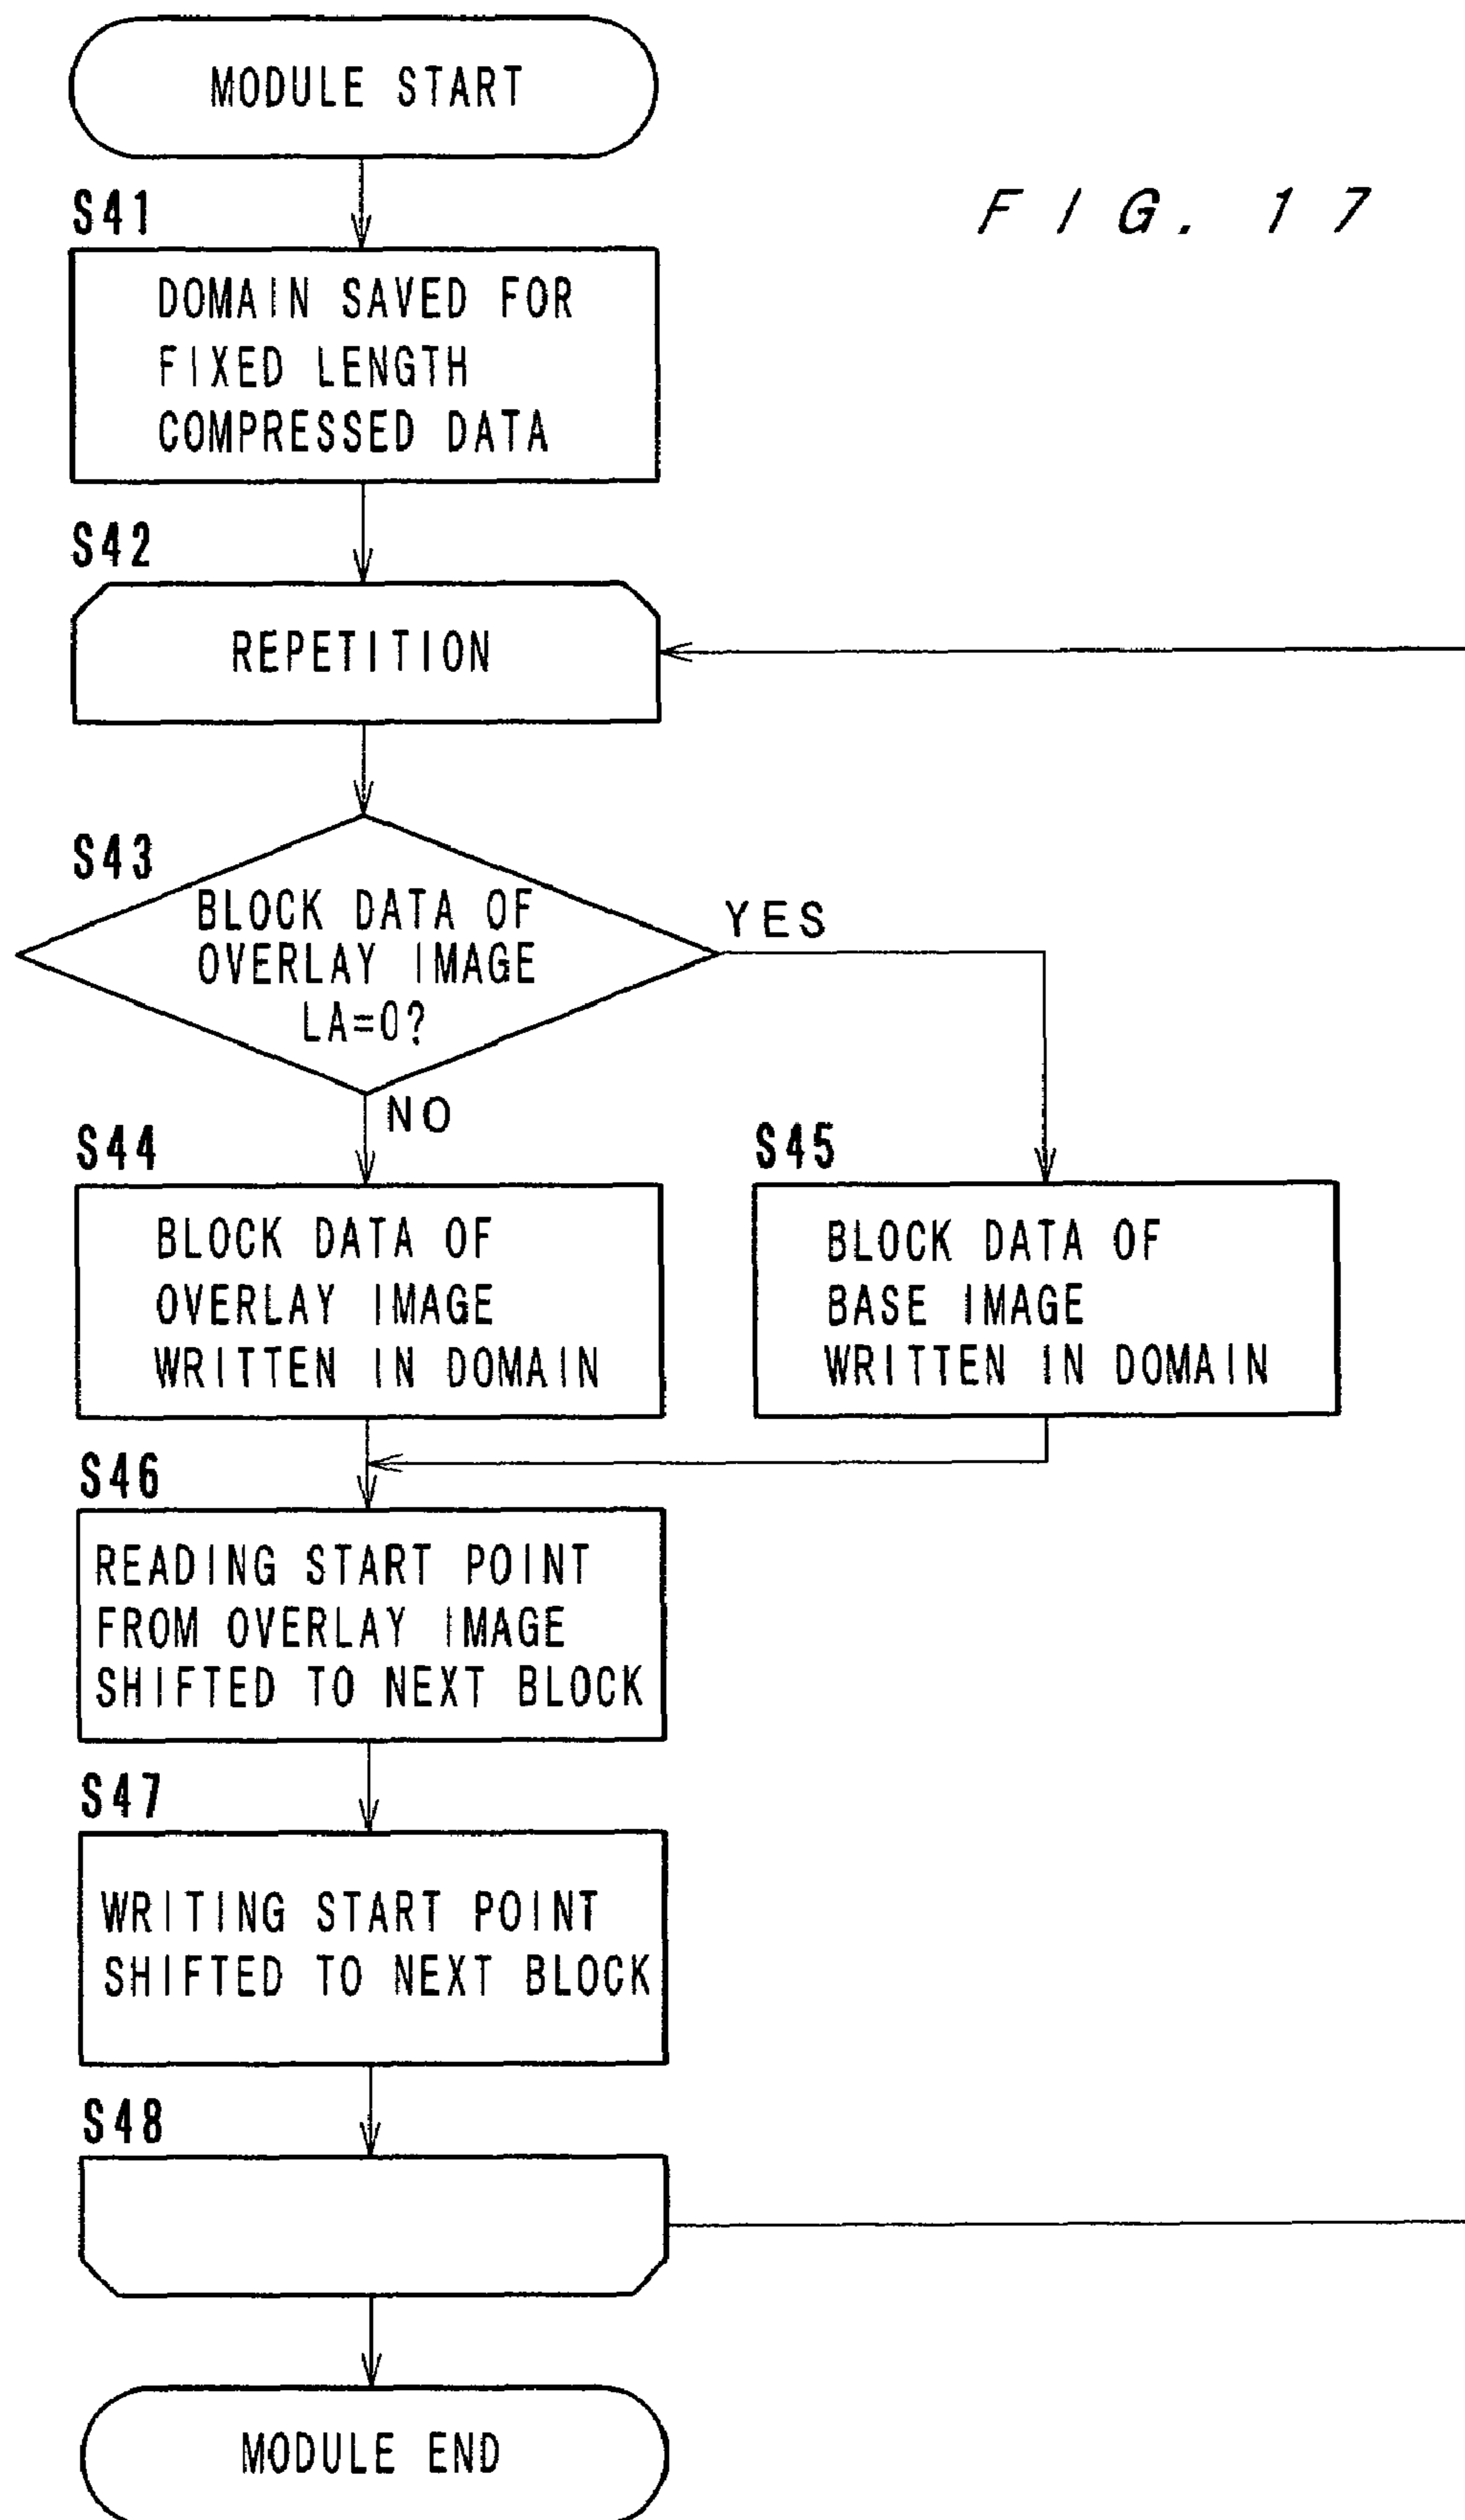 MODULE START
FIG. 17
S41
DOMAIN SAVED FOR
FIXED LENGTH
COMPRESSED DATA
S42
REPETITION
S43
BLOCK DATA OF
OVERLAY IMAGE
LA=0?
YES
NO
S44
BLOCK DATA OF
OVERLAY IMAGE
WRITTEN IN DOMAIN
S45
BLOCK DATA OF
BASE IMAGE
WRITTEN IN DOMAIN
S46
READING START POINT
FROM OVERLAY IMAGE
SHIFTED TO NEXT BLOCK
S47
WRITING START POINT
SHIFTED TO NEXT BLOCK
S48
MODULE END